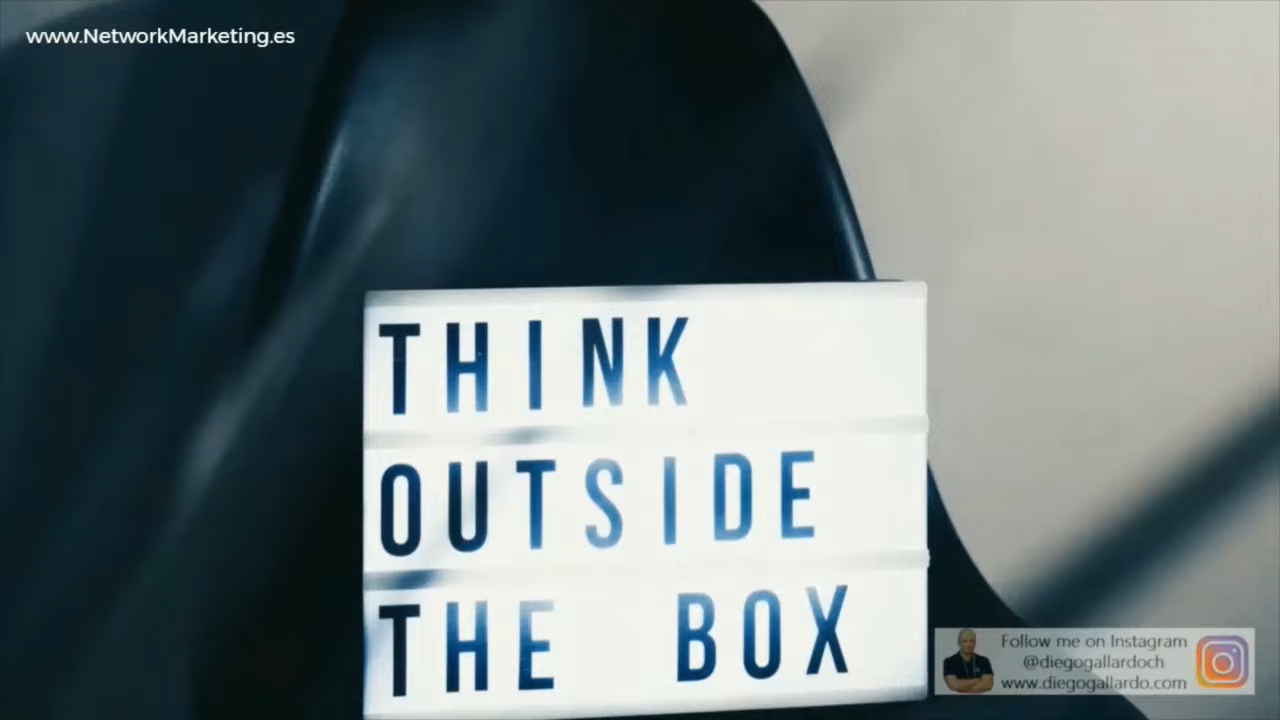 www.NetworkMarketing.es
THINK
OUTSIDE
THE BOX
Follow me on Instagram
@diegogallardoch
www.diegogallardo.com